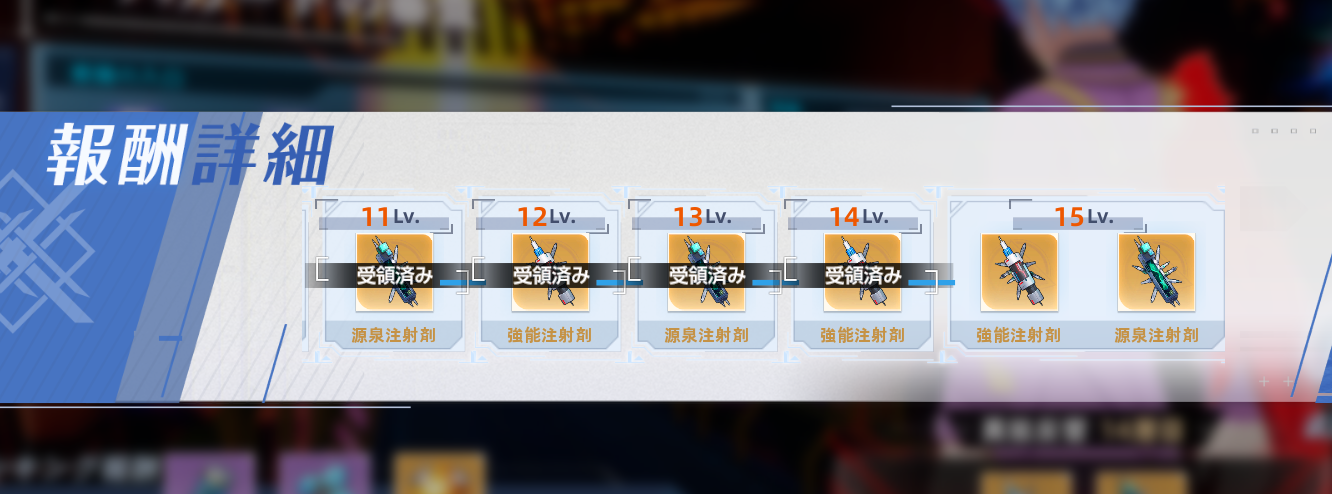 報酬詳細
11Lv.
受領済み
源泉注射剤
12Lv.
受領済み
強能注射剤
13Lv.
受領済み
源泉注射剤
14Lv.
受領済み
強能注射剤
15Lv.
強能注射剤
源泉注射剤